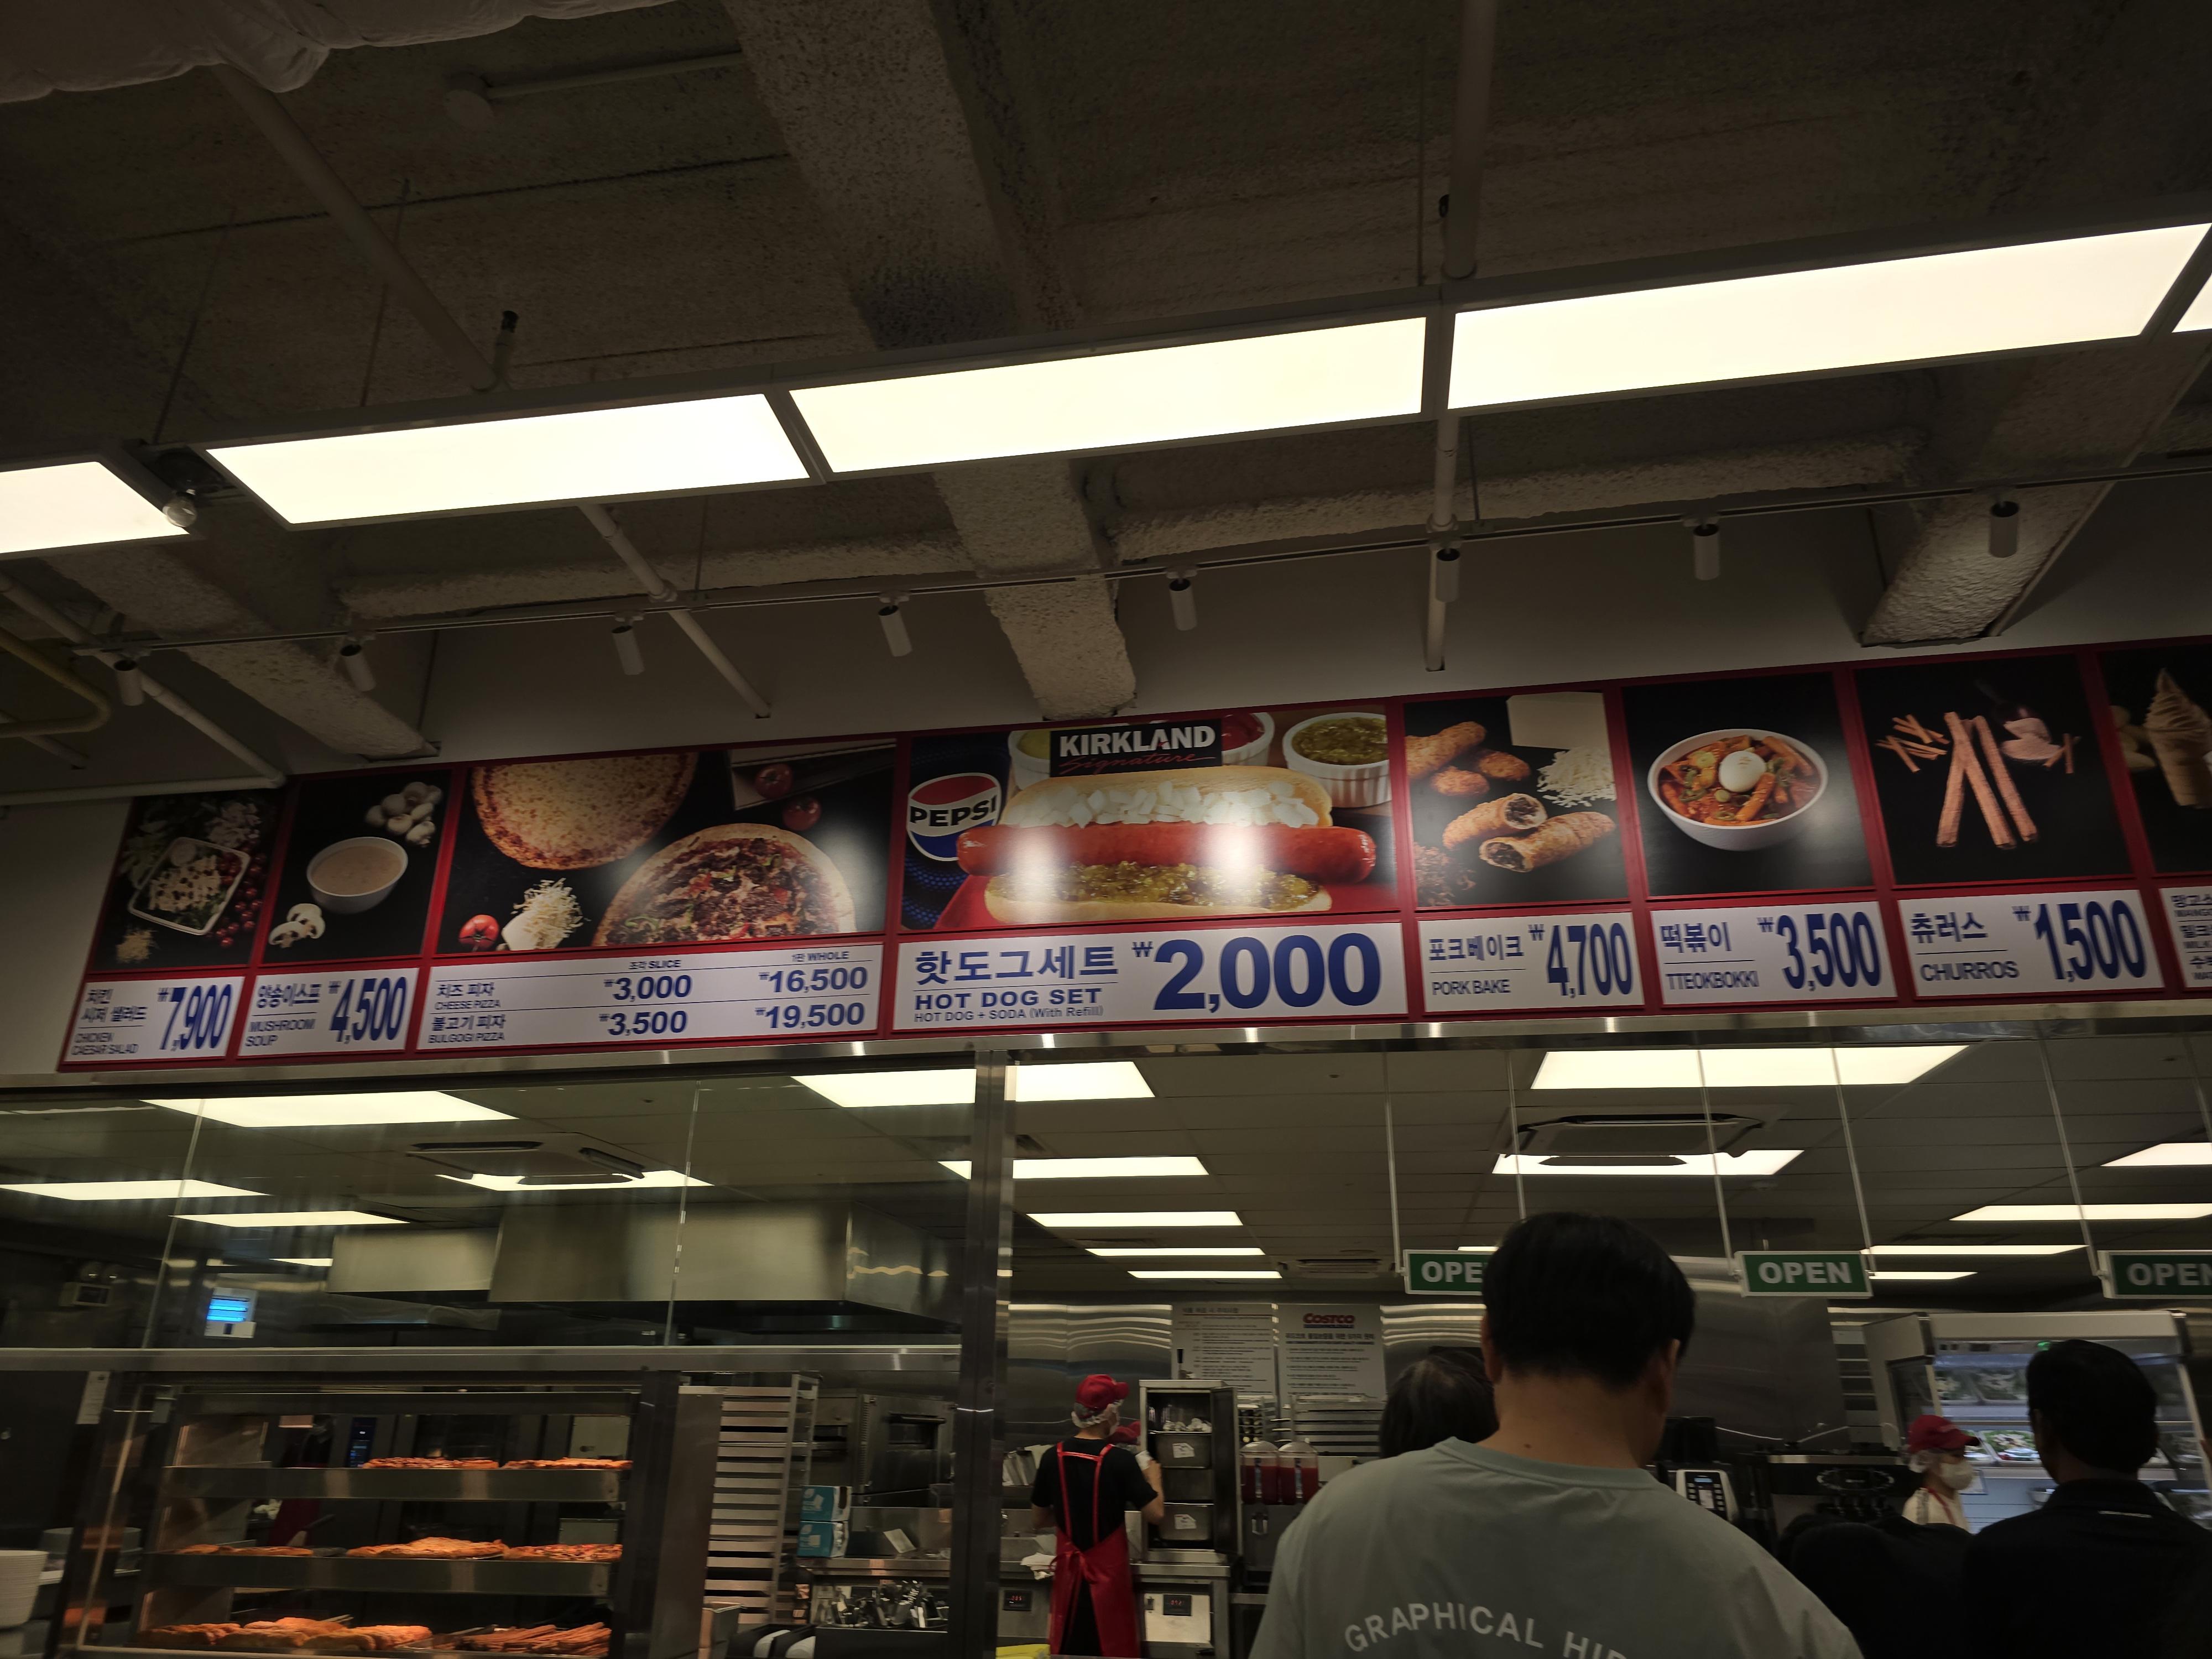 KIRKLAND
Signature
PEPSI
치킨
시저 샐러드
CHICKEN
CAESAR SALAD
₩7,900
양송이스프
MUSHROOM
SOUP
₩4,500
조각 SLICE
1판 WHOLE
치즈 피자
CHEESE PIZZA
₩3,000
₩16,500
불고기 피자
BULGOGI PIZZA
₩3,500
₩19,500
핫도그세트
HOT DOG SET
HOT DOG + SODA (With Refill)
₩2,000
포크베이크
PORK BAKE
₩4,700
떡볶이
TTEOKBOKKI
₩3,500
츄러스
CHURROS
₩1,500
OPE
OPEN
OPEN
COSTCO
GRAPHICAL